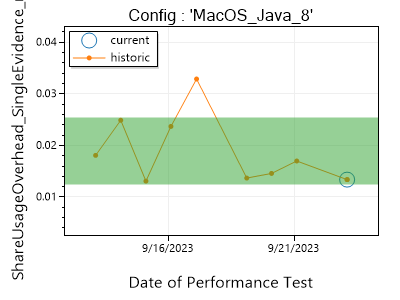 Config : 'MacOS_Java_8'
current
historic
0.04
0.03
0.02
0.01
9/16/2023
9/21/2023
Date of Performance Test
ShareUsageOverhead_SingleEvidence_